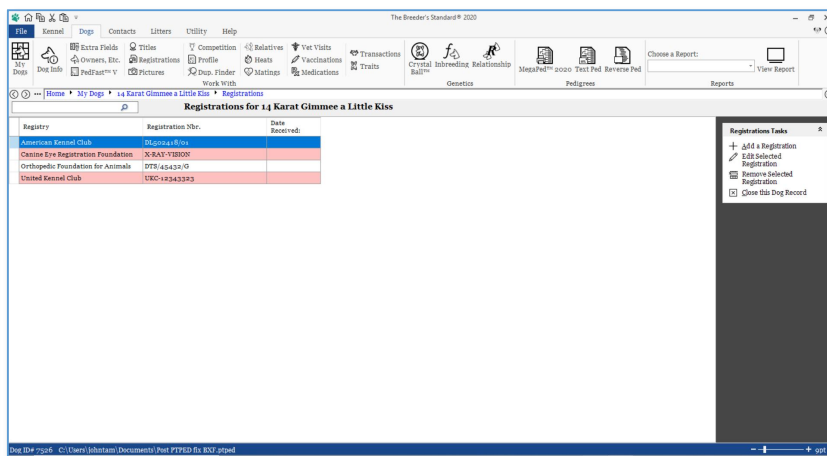 The Breeder's Standard® 2020
File Kennel Dogs Contacts Litters Utility Help
My Dogs
Dog Info
Extra Fields
Owners, Etc.
PedFast™ V
Titles
Registrations
Pictures
Competition
Profile
Dup. Finder
Relatives
Heats
Matings
Vet Visits
Vaccinations
Medications
Work With
Transactions
Traits
Crystal Ball™
Inbreeding
Relationship
Genetics
MegaPed™ 2020
Text Ped
Reverse Ped
Pedigrees
Choose a Report:
View Report
Reports
Home My Dogs 14 Karat Gimmee a Little Kiss Registrations
Registrations for 14 Karat Gimmee a Little Kiss
Registry Registration Nbr. Date Received:
American Kennel Club DL502418/01
Canine Eye Registration Foundation X-RAY-VISION
Orthopedic Foundation for Animals DTS/45432/G
United Kennel Club UKC-12343323
Registrations Tasks
Add a Registration
Edit Selected
Registration
Remove Selected
Registration
Close this Dog Record
Dog ID# 7526 C:\Users\Johntam\Documents\Post PTPED fix BXF.ptped
9pt